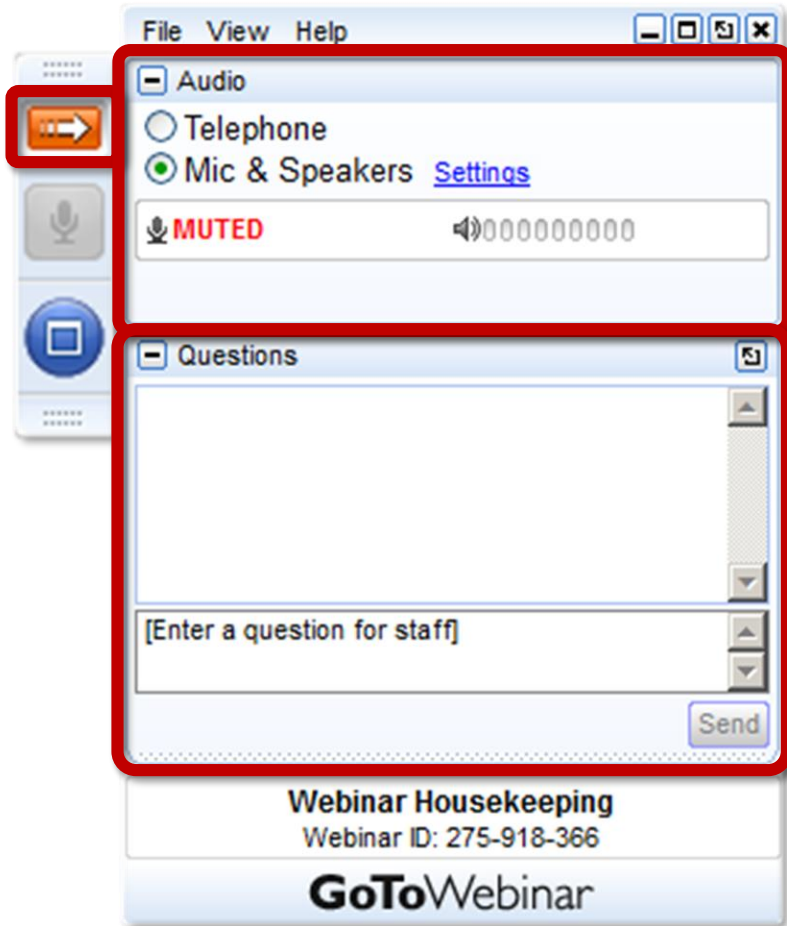 File View Help
Audio
Telephone
Mic & Speakers Settings
MUTED
Questions
[Enter a question for staff]
Send
Webinar Housekeeping
Webinar ID: 275-918-366
GoToWebinar